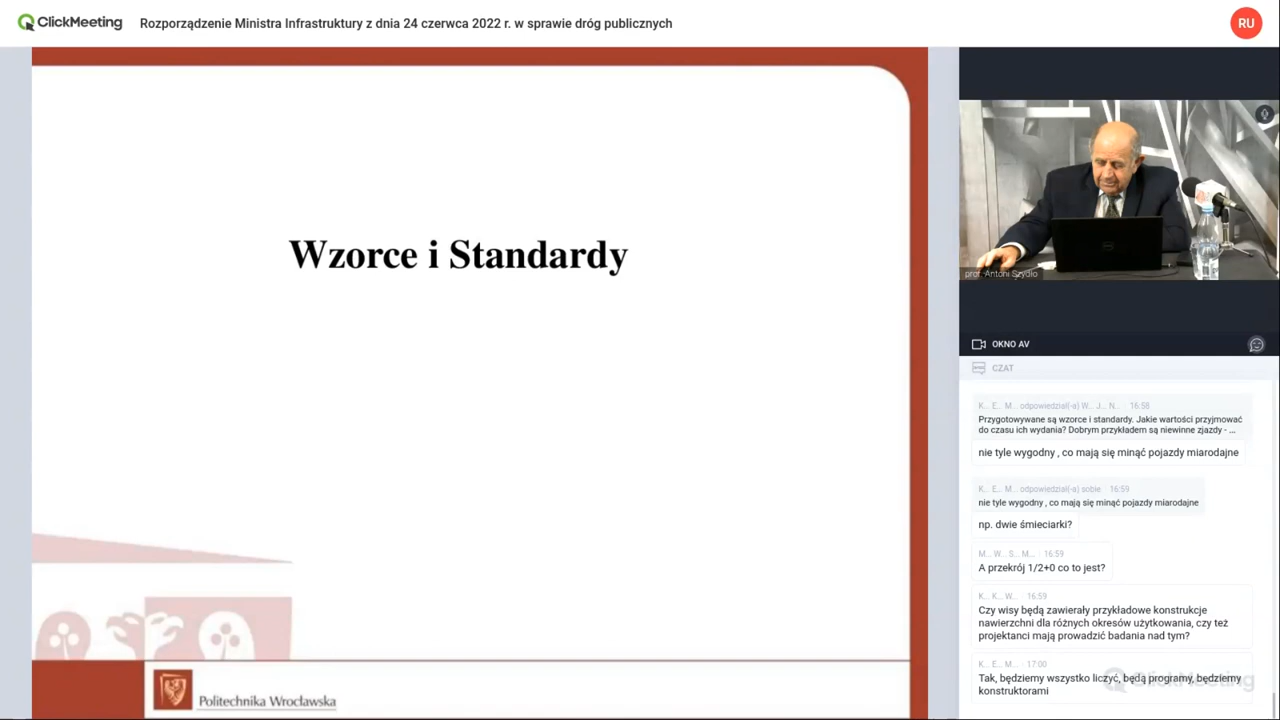 ClickMeeting
Rozporządzenie Ministra Infrastruktury z dnia 24 czerwca 2022 r. w sprawie dróg publicznych
RU
Wzorce i Standardy
Politechnika Wrocławska
prof. Antoni Szydło
OKNO AV
CZAT
K... E... M... odpowiedział(-a) W... J... N... 16:58
Przygotowywane są wzorce i standardy. Jakie wartości przyjmować
do czasu ich wydania? Dobrym przykładem są niewinne zjazdy - ...
nie tyle wygodny , co mają się minąć pojazdy miarodajne
K... E... M... odpowiedział(-a) sobie 16:59
nie tyle wygodny , co mają się minąć pojazdy miarodajne
np. dwie śmieciarki?
M... W... S... M... 16:59
A przekrój 1/2+0 co to jest?
K... K... W... 16:59
Czy wisy będą zawierały przykładowe konstrukcje
nawierzchni dla różnych okresów użytkowania, czy też
projektanci mają prowadzić badania nad tym?
K... E... M... 17:00
Tak, będziemy wszystko liczyć, będą programy, będziemy
konstruktorami
ClickMeeting